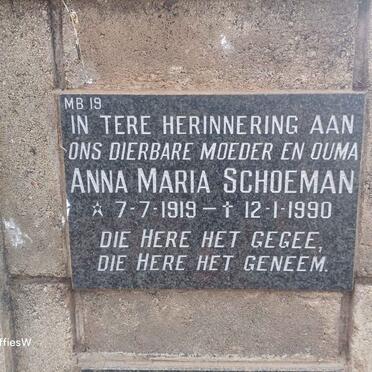 MB 19
IN TERE HERINNERING AAN
ONS DIERBARE MOEDER EN OUMA
ANNA MARIA SCHOEMAN
☆ 7-7-1919 – † 12-1-1990
DIE HERE HET GEGEE,
DIE HERE HET GENEEM.